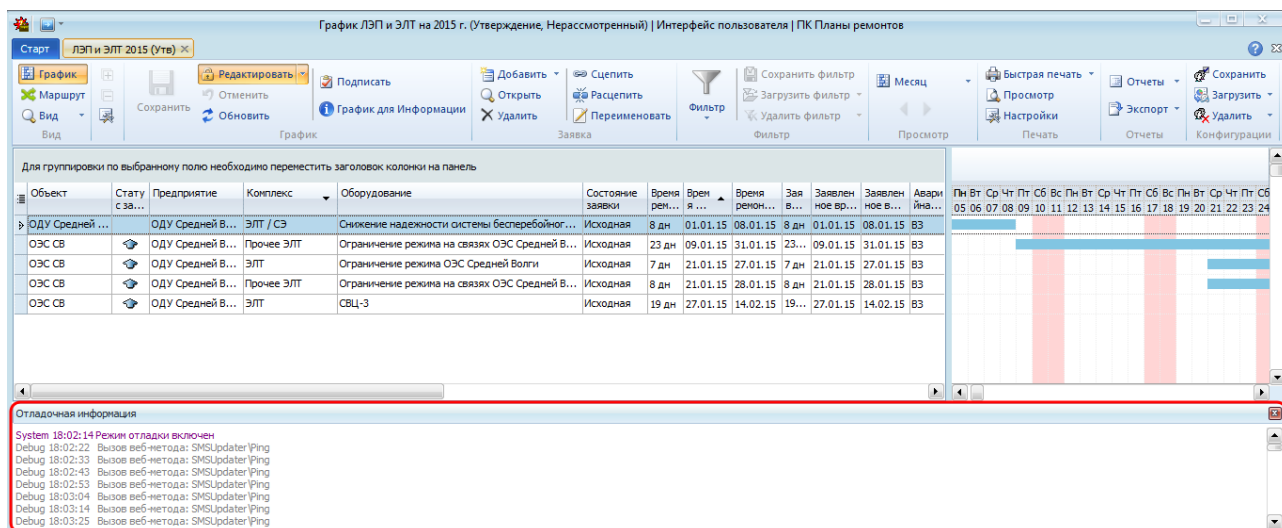 График ЛЭП и ЭЛТ на 2015 г. (Утверждение, Нерассмотренный) | Интерфейс пользователя | ПК Планы ремонтов
Старт ЛЭП и ЭЛТ 2015 (Утв)
График Сохранить Редактировать Подписать Добавить Сцепить Фильтр Сохранить фильтр Месяц Быстрая печать Отчеты Сохранить
Маршрут Отменить График для Информации Открыть Расцепить Загрузить фильтр Просмотр Экспорт Загрузить
Вид Обновить Удалить Переименовать Удалить фильтр Настройки Удалить
Вид График Заявка Фильтр Просмотр Печать Отчеты Конфигурации
Для группировки по выбранному полю необходимо переместить заголовок колонки на панель
Объект Стату с за... Предприятие Комплекс Оборудование Состояние заявки Время рем... Врем я ... Время ремон... Зая в... Заявлен ное вр... Заявлен ное в... Авари йна...
Пн Вт Ср Чт Пт Сб Вс Пн Вт Ср Чт Пт Сб Вс Пн Вт Ср Чт Пт Сб
05 06 07 08 09 10 11 12 13 14 15 16 17 18 19 20 21 22 23 24
ОДУ Средней ... ОДУ Средней В... ЭЛТ / СЭ Снижение надежности системы бесперебойног... Исходная 8 дн 01.01.15 08.01.15 8 дн 01.01.15 08.01.15 ВЗ
ОЭС СВ ОДУ Средней В... Прочее ЭЛТ Ограничение режима на связях ОЭС Средней В... Исходная 23 дн 09.01.15 31.01.15 23... 09.01.15 31.01.15 ВЗ
ОЭС СВ ОДУ Средней В... ЭЛТ Ограничение режима ОЭС Средней Волги Исходная 7 дн 21.01.15 27.01.15 7 дн 21.01.15 27.01.15 ВЗ
ОЭС СВ ОДУ Средней В... Прочее ЭЛТ Ограничение режима на связях ОЭС Средней В... Исходная 8 дн 21.01.15 28.01.15 8 дн 21.01.15 28.01.15 ВЗ
ОЭС СВ ОДУ Средней В... ЭЛТ СВЦ-3 Исходная 19 дн 27.01.15 14.02.15 19... 27.01.15 14.02.15 ВЗ
Отладочная информация
System 18:02:14 Режим отладки включен
Debug 18:02:22 Вызов веб-метода: SMSUpdater\Ping
Debug 18:02:33 Вызов веб-метода: SMSUpdater\Ping
Debug 18:02:43 Вызов веб-метода: SMSUpdater\Ping
Debug 18:02:53 Вызов веб-метода: SMSUpdater\Ping
Debug 18:03:04 Вызов веб-метода: SMSUpdater\Ping
Debug 18:03:14 Вызов веб-метода: SMSUpdater\Ping
Debug 18:03:25 Вызов веб-метода: SMSUpdater\Ping